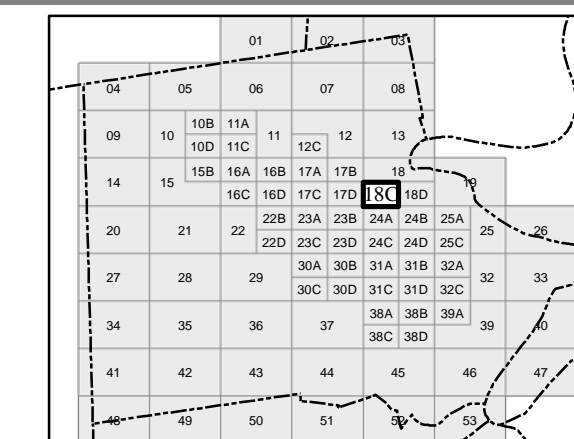 01 02 03
04 05 06 07 08
10B 11A
09 10 11 12 13
10D 11C 12C
15B 16A 16B 17A 17B 18
14 15 19
16C 16D 17C 17D 18C 18D
22B 23A 23B 24A 24B 25A
20 21 22 25 26
22D 23C 23D 24C 24D 25C
30A 30B 31A 31B 32A
27 28 29 32 33
30C 30D 31C 31D 32C
38A 38B 39A
34 35 36 37 39 40
38C 38D
41 42 43 44 45 46 47
48 49 50 51 52 53